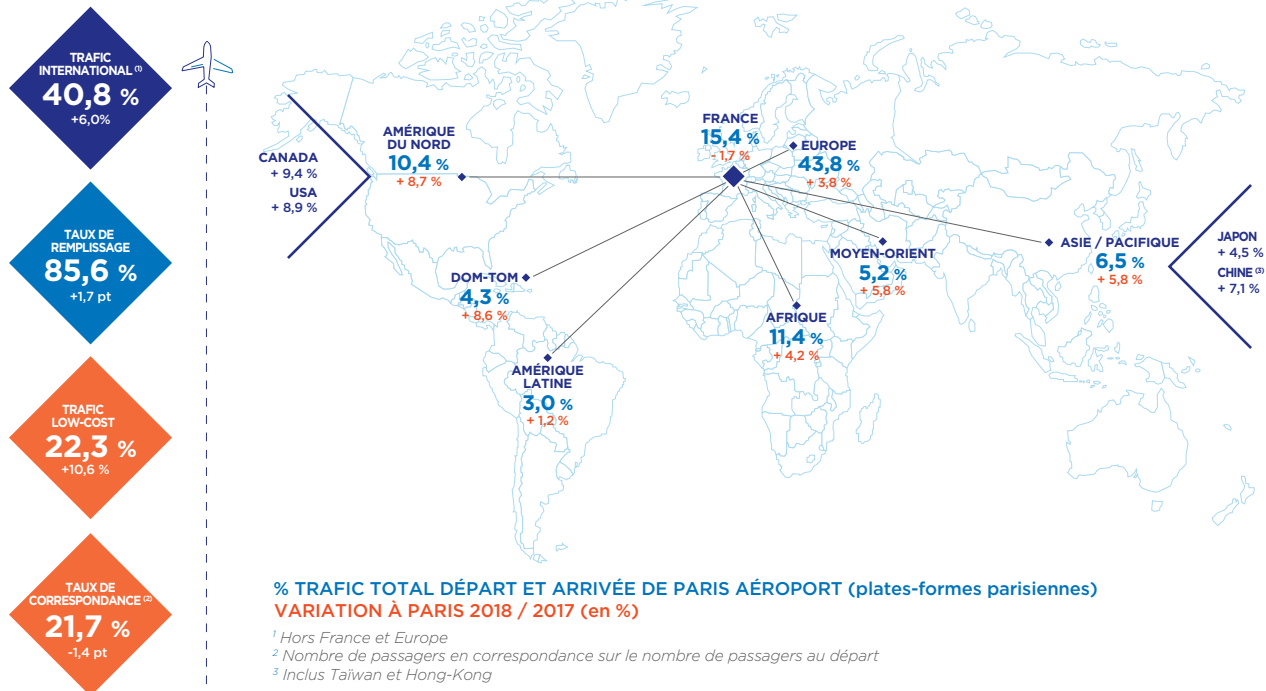 TRAFIC
INTERNATIONAL (1)
40,8 %
+6,0%
TAUX DE
REMPLISSAGE
85,6 %
+1,7 pt
TRAFIC
LOW-COST
22,3 %
+10,6 %
TAUX DE
CORRESPONDANCE (2)
21,7 %
-1,4 pt
CANADA
+ 9,4 %
USA
+ 8,9 %
AMÉRIQUE
DU NORD
10,4 %
+ 8,7 %
FRANCE
15,4 %
- 1,7 %
EUROPE
43,8 %
+ 3,8 %
DOM-TOM
4,3 %
+ 8,6 %
AMÉRIQUE
LATINE
3,0 %
+ 1,2 %
AFRIQUE
11,4 %
+ 4,2 %
MOYEN-ORIENT
5,2 %
+ 5,8 %
ASIE / PACIFIQUE
6,5 %
+ 5,8 %
JAPON
+ 4,5 %
CHINE (3)
+ 7,1 %
% TRAFIC TOTAL DÉPART ET ARRIVÉE DE PARIS AÉROPORT (plates-formes parisiennes)
VARIATION À PARIS 2018 / 2017 (en %)
1 Hors France et Europe
2 Nombre de passagers en correspondance sur le nombre de passagers au départ
3 Inclus Taïwan et Hong-Kong